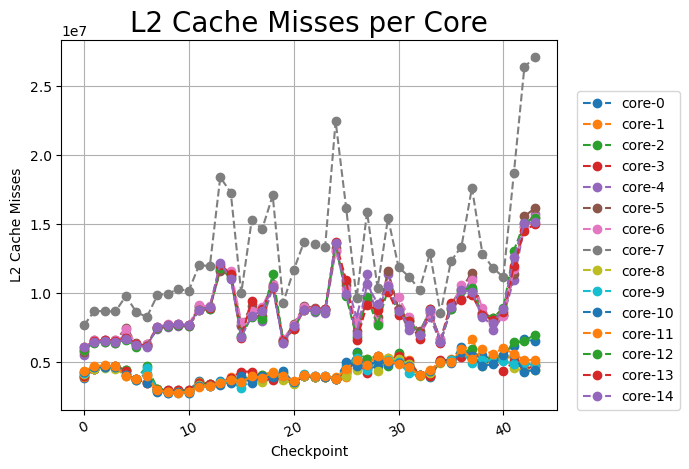 L2 Cache Misses per Core
1e7
2.5
2.0
1.5
1.0
0.5
L2 Cache Misses
0
10
20
30
40
Checkpoint
core-0
core-1
core-2
core-3
core-4
core-5
core-6
core-7
core-8
core-9
core-10
core-11
core-12
core-13
core-14